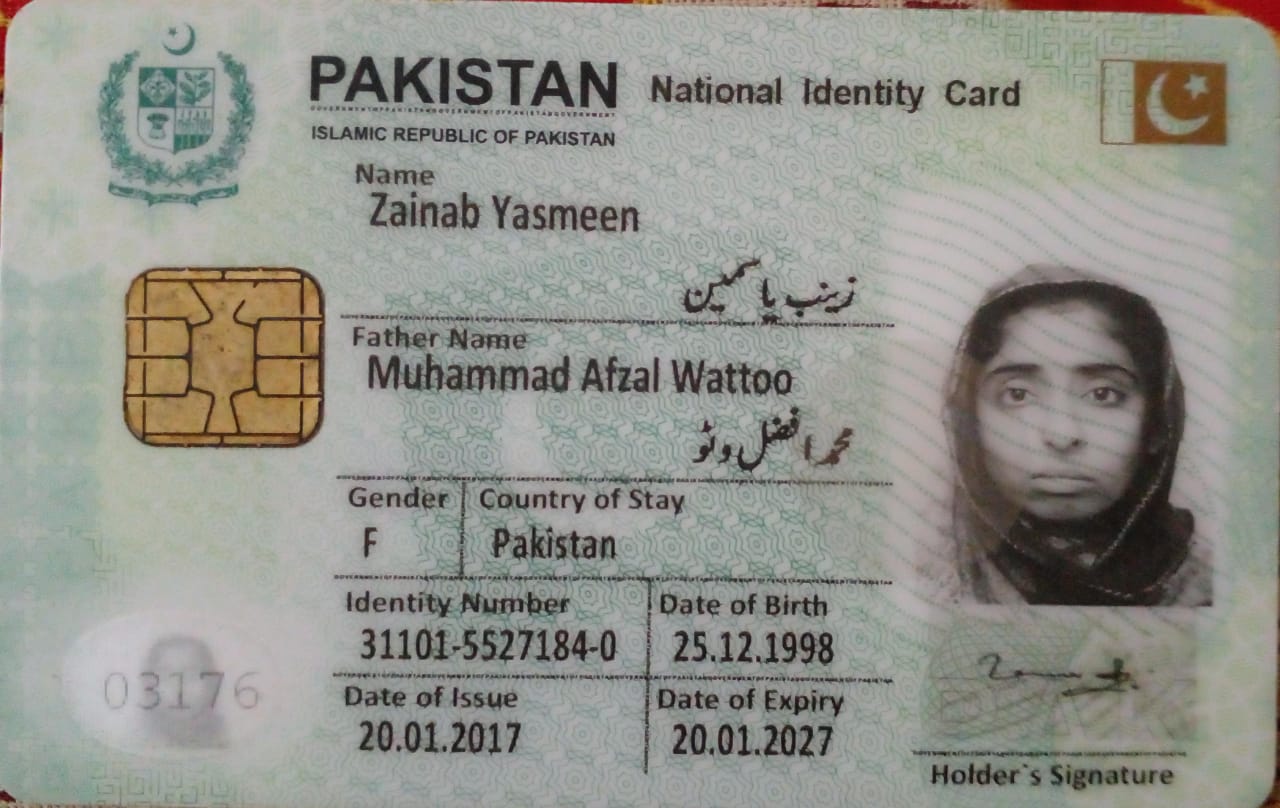 PAKISTAN National Identity Card
ISLAMIC REPUBLIC OF PAKISTAN
Name
Zainab Yasmeen
زینب یاسمین
Father Name
Muhammad Afzal Wattoo
محمد افضل وٹو
Gender Country of Stay
F Pakistan
Identity Number Date of Birth
31101-5527184-0 25.12.1998
Date of Issue Date of Expiry
20.01.2017 20.01.2027
03176
Holder`s Signature